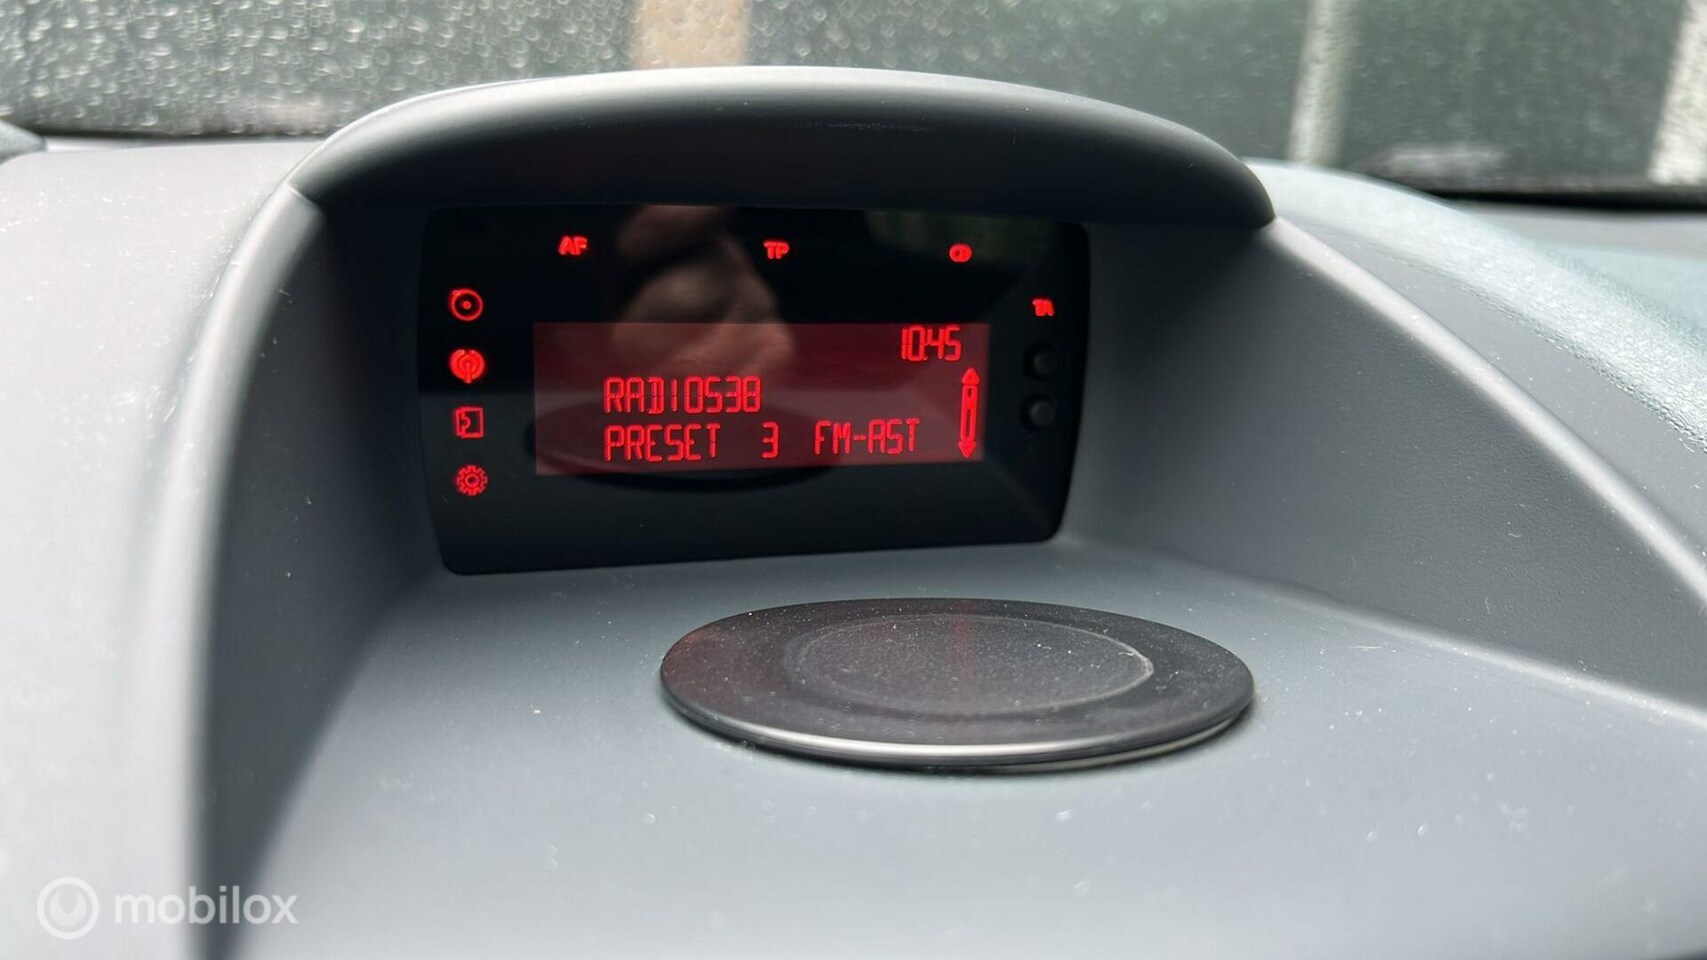 AF TP
TA
10:45
RADIO538
PRESET 3 FM-AST
mobilox